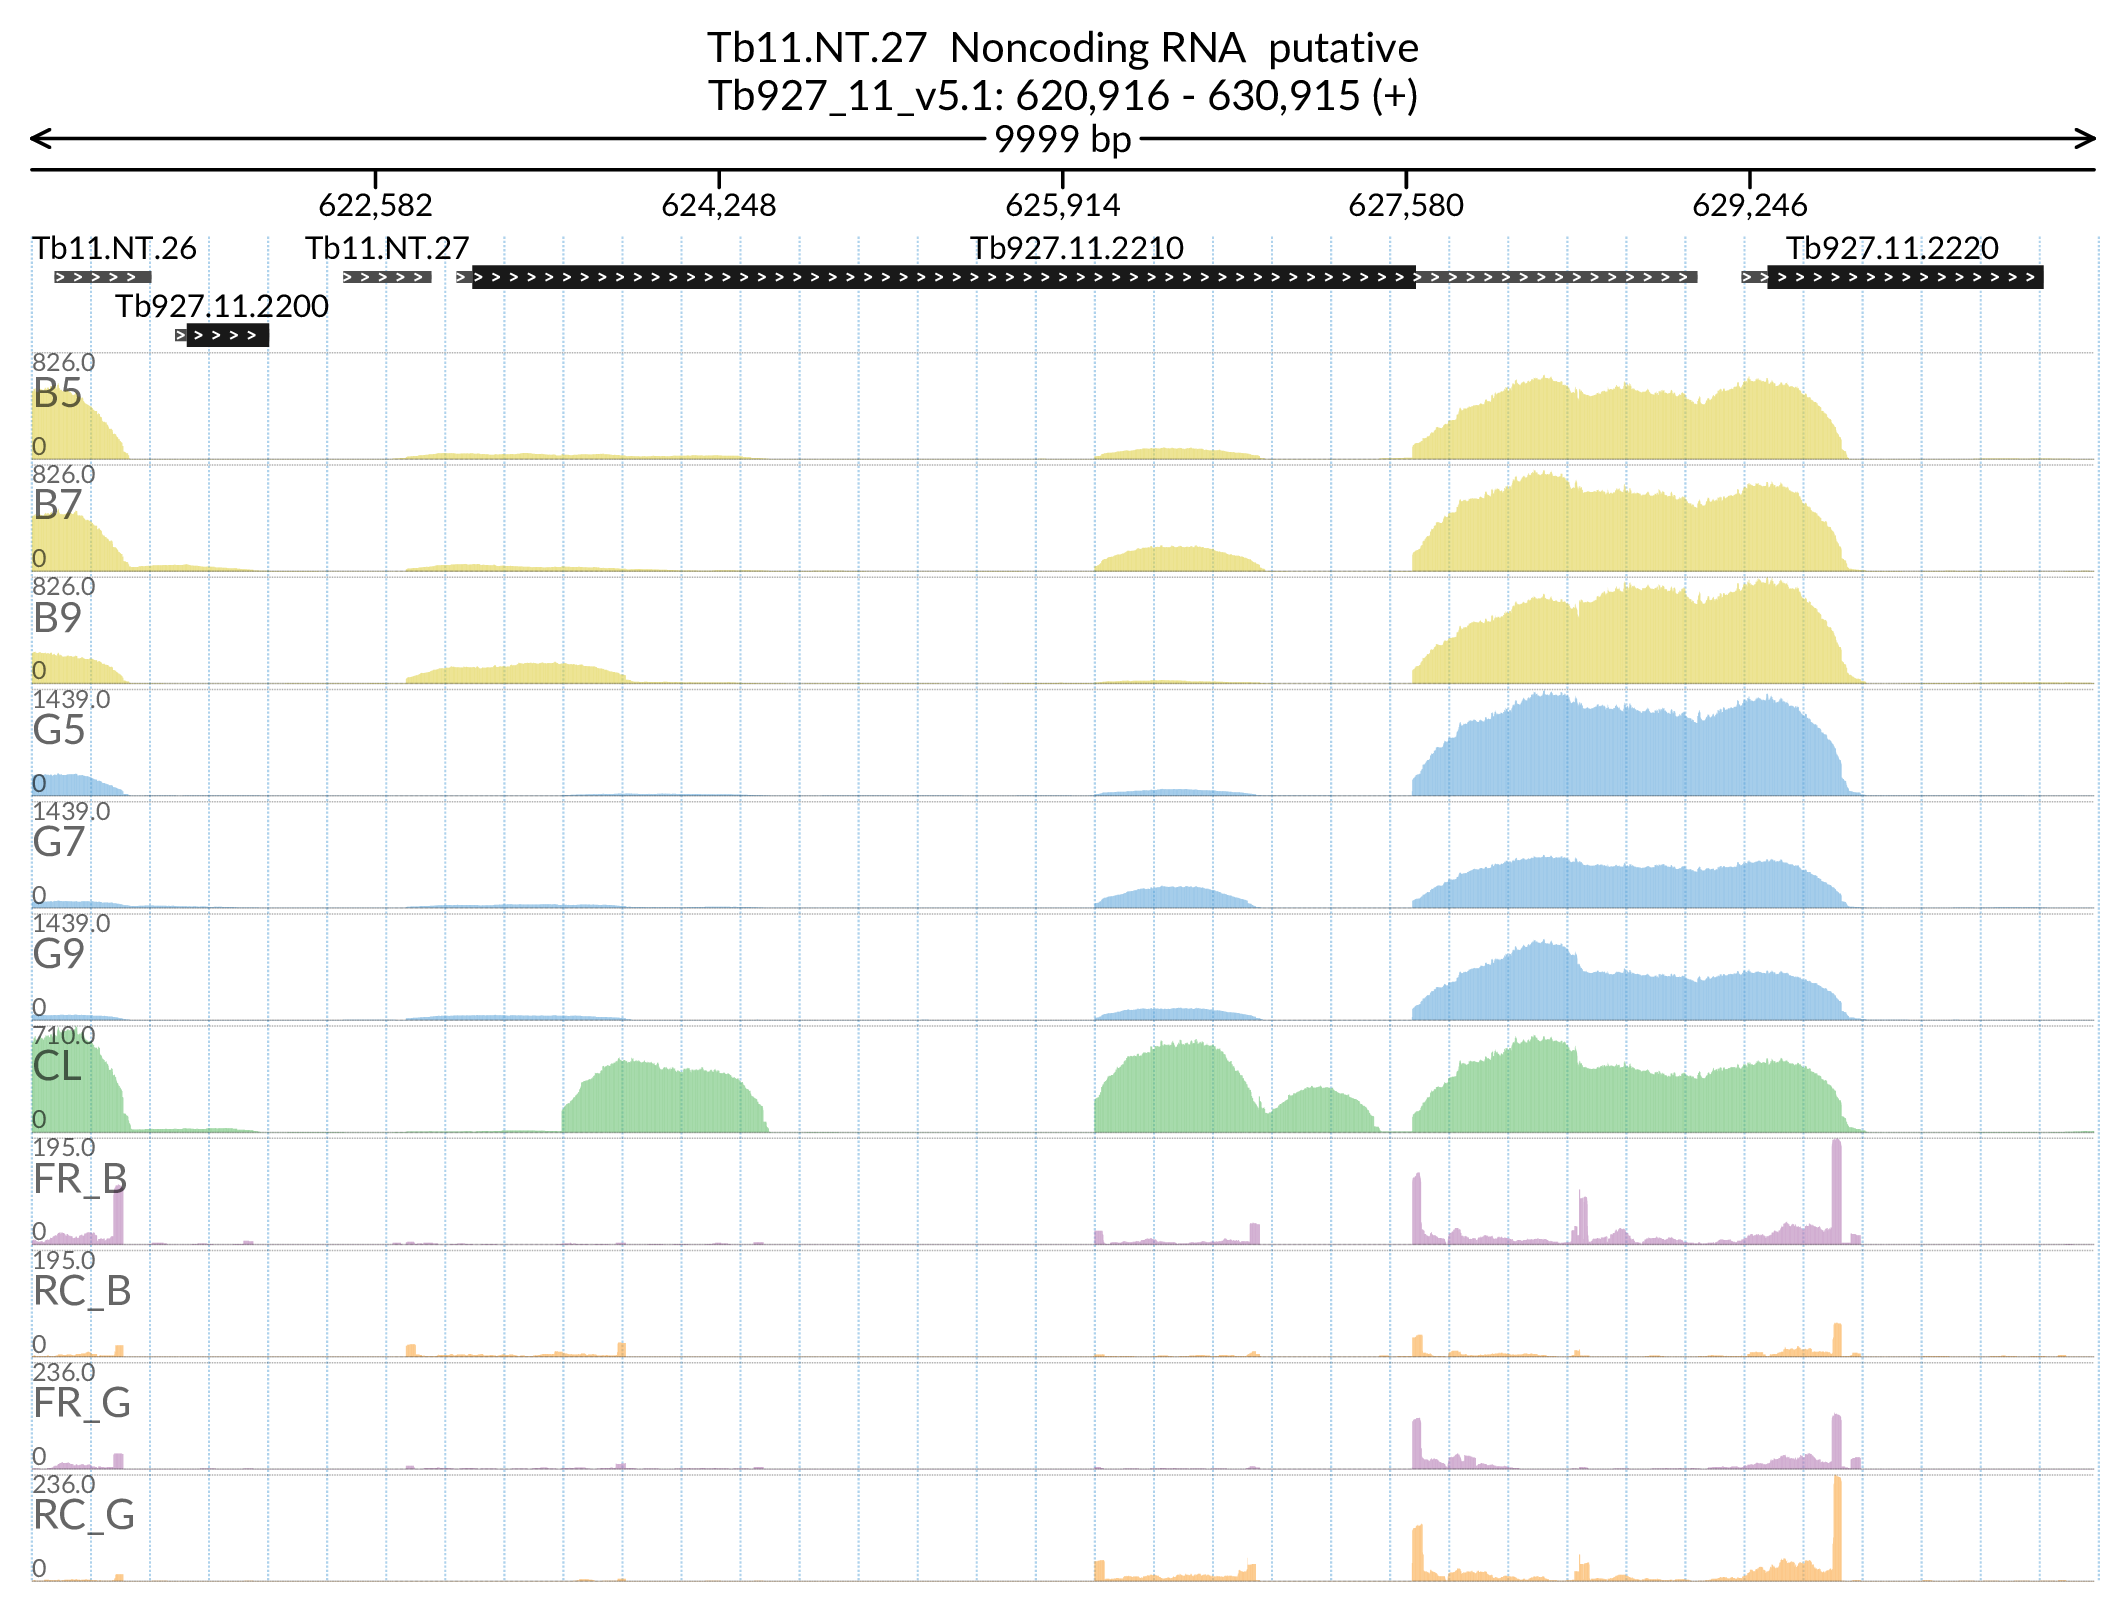 Tb11.NT.27 Noncoding RNA putative
Tb927_11_v5.1: 620,916 - 630,915 (+)
9999 bp
622,582 624,248 625,914 627,580 629,246
Tb11.NT.26 Tb11.NT.27 Tb927.11.2210 Tb927.11.2220
Tb927.11.2200
826.0
B5
0
826.0
B7
0
826.0
B9
0
1439.0
G5
0
1439.0
G7
0
1439.0
G9
0
710.0
CL
0
195.0
FR_B
0
195.0
RC_B
0
236.0
FR_G
0
236.0
RC_G
0